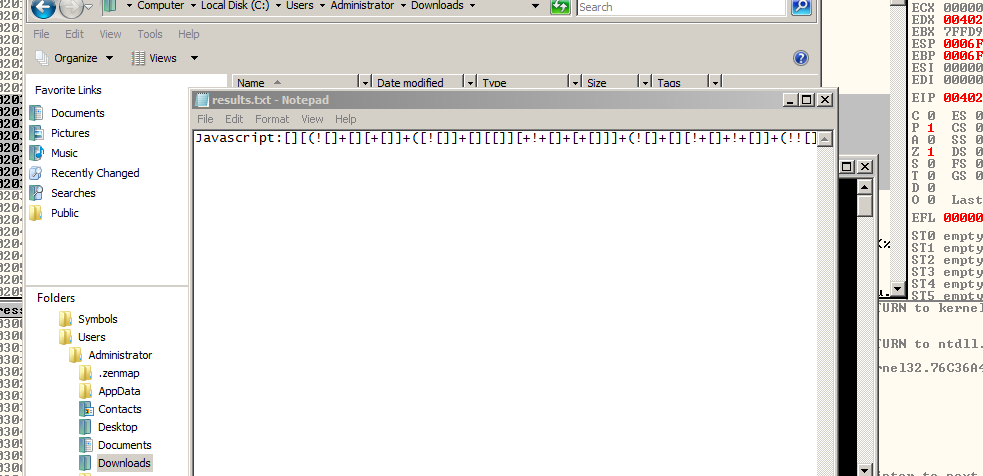 Computer
Local Disk (C:)
Users
Administrator
Downloads
Search
File Edit View Tools Help
Organize
Views
Favorite Links
Documents
Pictures
Music
Recently Changed
Searches
Public
Name
Date modified
Type
Size
Tags
results.txt - Notepad
File Edit Format View Help
Javascript:[][(![]+[][+[]]+([![]]+[][[]])[+!+[]+[+[]]]+(![]+[][!+[]+!+[]]+(!![]
Folders
Symbols
Users
Administrator
.zenmap
AppData
Contacts
Desktop
Documents
Downloads
ECX 00000
EDX 00402
EBX 7FFD9
ESP 0006F
EBP 0006F
ESI 00000
EDI 00000
EIP 00402
C 0 ES 0
P 1 CS 0
A 0 SS 0
Z 1 DS 0
S 0 FS 0
T 0 GS 0
D 0
O 0 Last
EFL 00000
ST0 empty
ST1 empty
ST2 empty
ST3 empty
ST4 empty
ST5 empty
TURN to kernel
TURN to ntdll.
rnel32.76C36A4